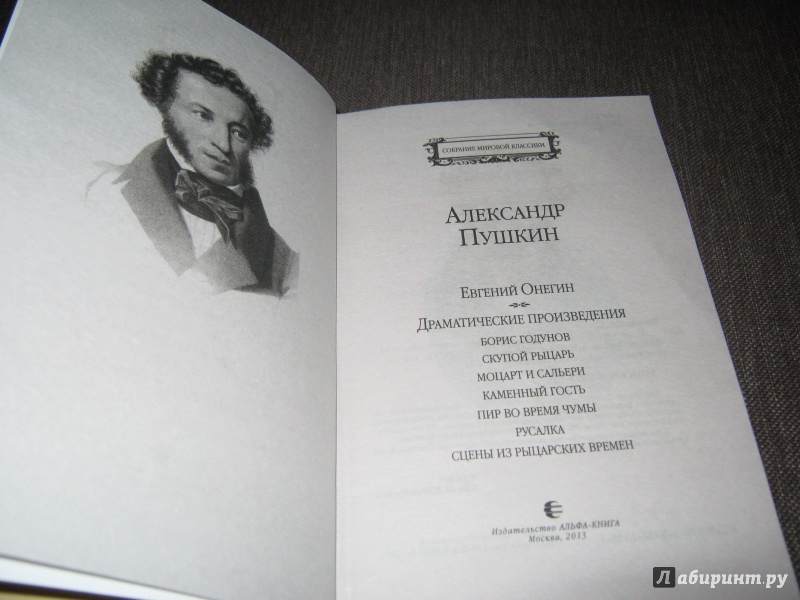 СОБРАНИЕ МИРОВОЙ КЛАССИКИ
АЛЕКСАНДР
ПУШКИН
ЕВГЕНИЙ ОНЕГИН
ДРАМАТИЧЕСКИЕ ПРОИЗВЕДЕНИЯ
БОРИС ГОДУНОВ
СКУПОЙ РЫЦАРЬ
МОЦАРТ И САЛЬЕРИ
КАМЕННЫЙ ГОСТЬ
ПИР ВО ВРЕМЯ ЧУМЫ
РУСАЛКА
СЦЕНЫ ИЗ РЫЦАРСКИХ ВРЕМЕН
Издательство АЛЬФА-КНИГА
Москва, 2013
Лабиринт.ру